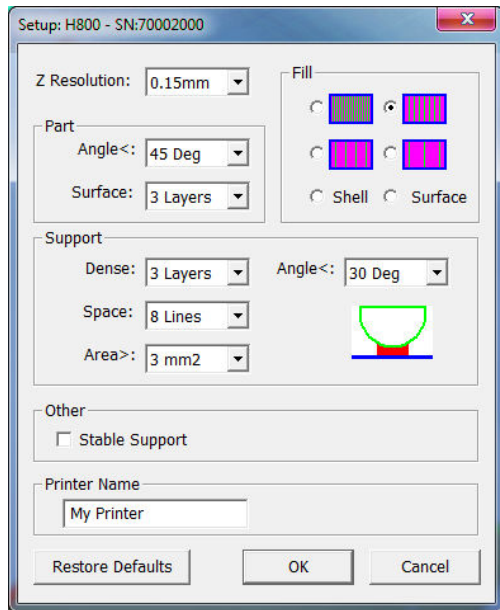 Setup: H800 - SN:70002000
Z Resolution: 0.15mm
Fill
Shell Surface
Part
Angle<: 45 Deg
Surface: 3 Layers
Support
Dense: 3 Layers Angle<: 30 Deg
Space: 8 Lines
Area>: 3 mm2
Other
Stable Support
Printer Name
My Printer
Restore Defaults OK Cancel